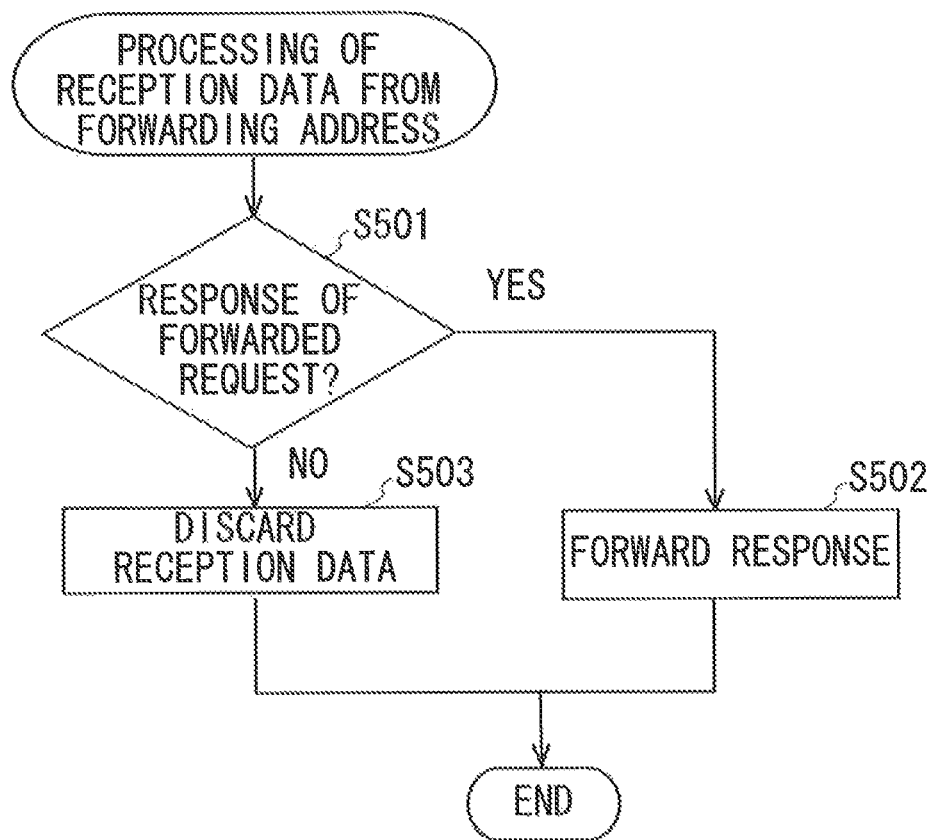 PROCESSING OF
RECEPTION DATA FROM
FORWARDING ADDRESS
S501
RESPONSE OF
FORWARDED
REQUEST?
YES
NO
S503
DISCARD
RECEPTION DATA
S502
FORWARD RESPONSE
END